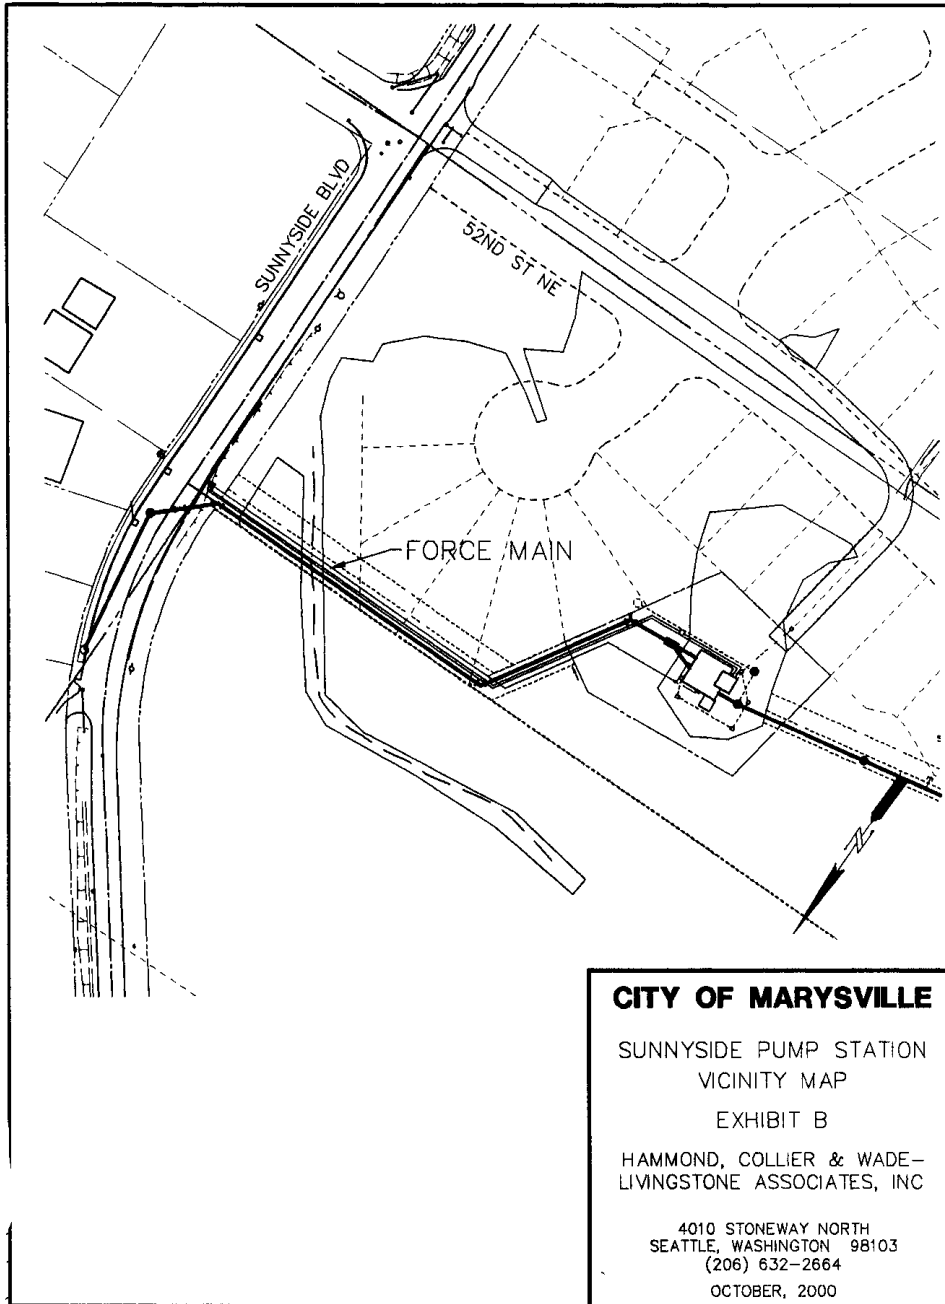 SUNNYSIDE BLVD
52ND ST NE
FORCE MAIN
N
CITY OF MARYSVILLE
SUNNYSIDE PUMP STATION
VICINITY MAP
EXHIBIT B
HAMMOND, COLLIER & WADE-
LIVINGSTONE ASSOCIATES, INC
4010 STONEWAY NORTH
SEATTLE, WASHINGTON 98103
(206) 632-2664
OCTOBER, 2000